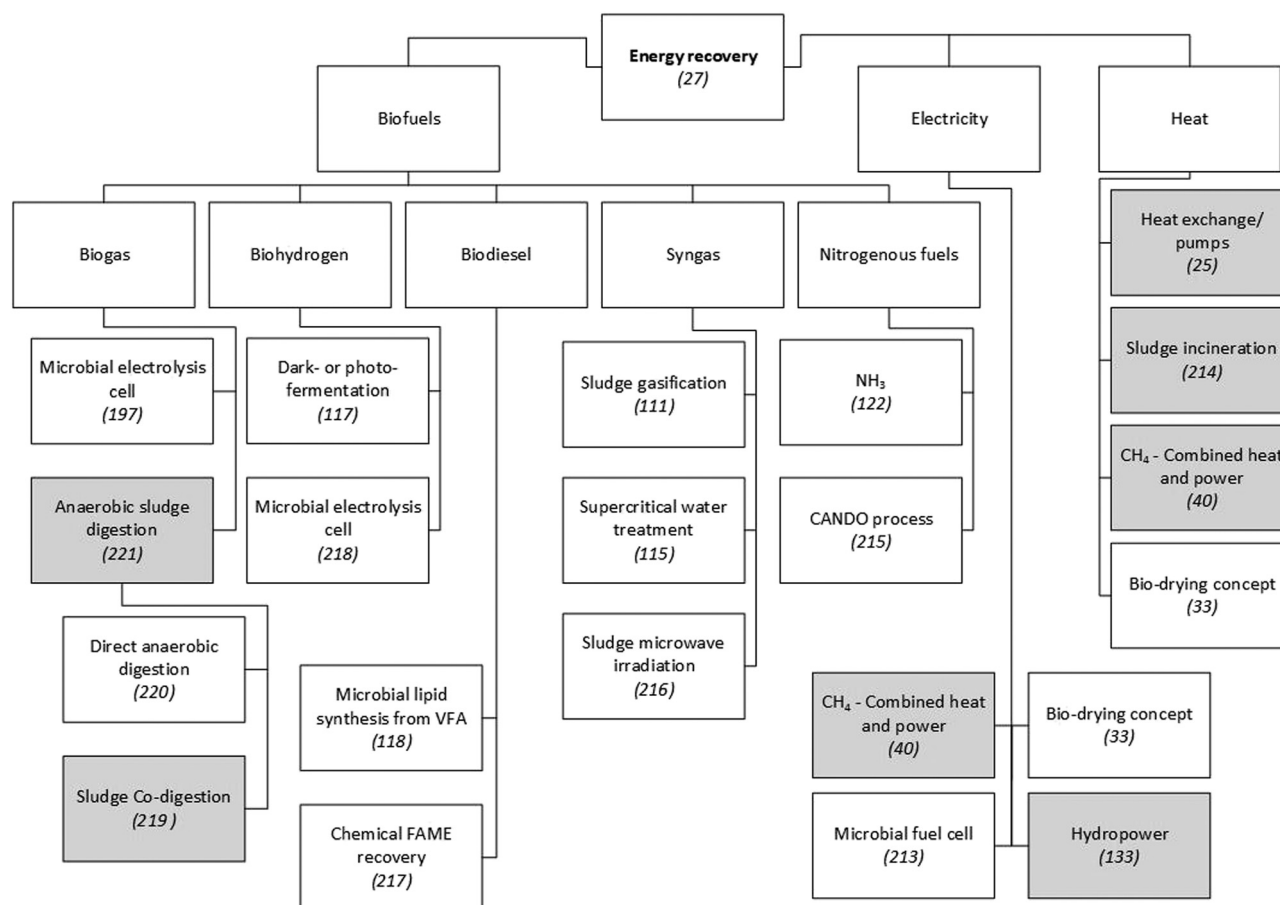 Energy recovery
(27)
Biofuels
Electricity
Heat
Biogas
Biohydrogen
Biodiesel
Syngas
Nitrogenous fuels
Heat exchange/
pumps
(25)
Sludge incineration
(214)
CH₄ - Combined heat
and power
(40)
Bio-drying concept
(33)
Microbial electrolysis
cell
(197)
Anaerobic sludge
digestion
(221)
Direct anaerobic
digestion
(220)
Sludge Co-digestion
(219)
Dark- or photo-
fermentation
(117)
Microbial electrolysis
cell
(218)
Microbial lipid
synthesis from VFA
(118)
Chemical FAME
recovery
(217)
Sludge gasification
(111)
Supercritical water
treatment
(115)
Sludge microwave
irradiation
(216)
NH₃
(122)
CANDO process
(215)
CH₄ - Combined heat
and power
(40)
Bio-drying concept
(33)
Microbial fuel cell
(213)
Hydropower
(133)